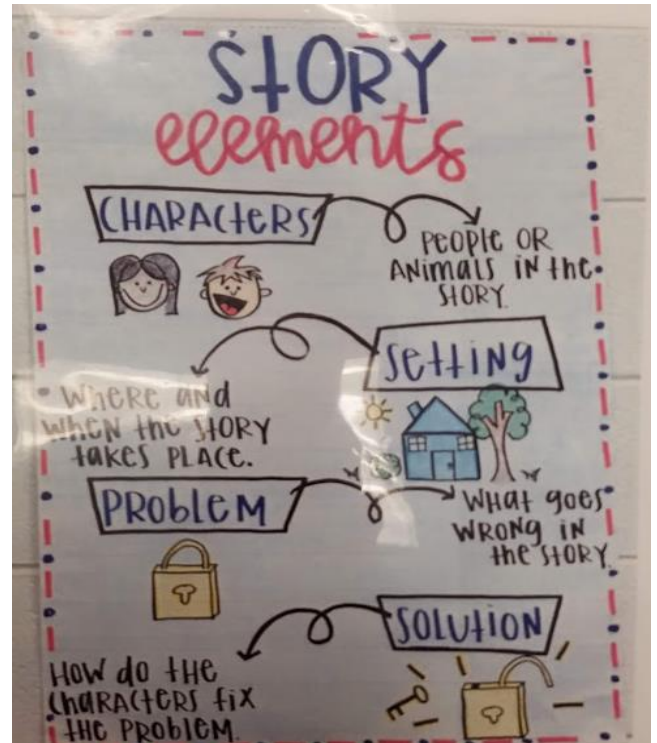 StORY
elements
CHARACtERS
PEOPLE OR
ANimALS iN the
StORY.
SEttiNg
WHERE ANd
WHEN thE StORY
tAKES PLACE.
PRObLEM
WHAt gOES
WRONg iN
thE StORY.
SOLUtiON
HOW dO tHE
CHARACtERS fix
tHE PRObLEM.